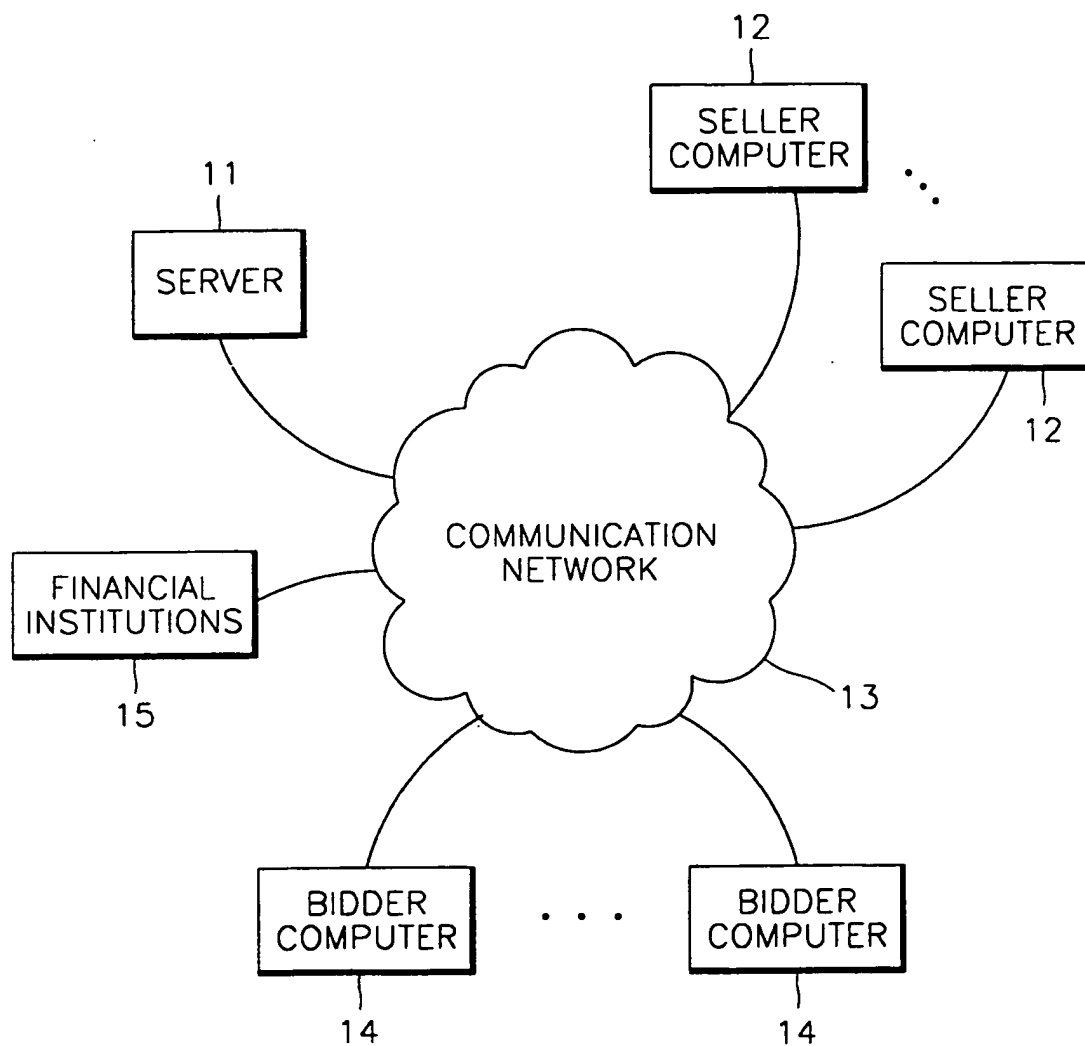 12
SELLER
COMPUTER
11
SERVER
SELLER
COMPUTER
12
COMMUNICATION
NETWORK
FINANCIAL
INSTITUTIONS
15
13
BIDDER
COMPUTER
BIDDER
COMPUTER
14
14